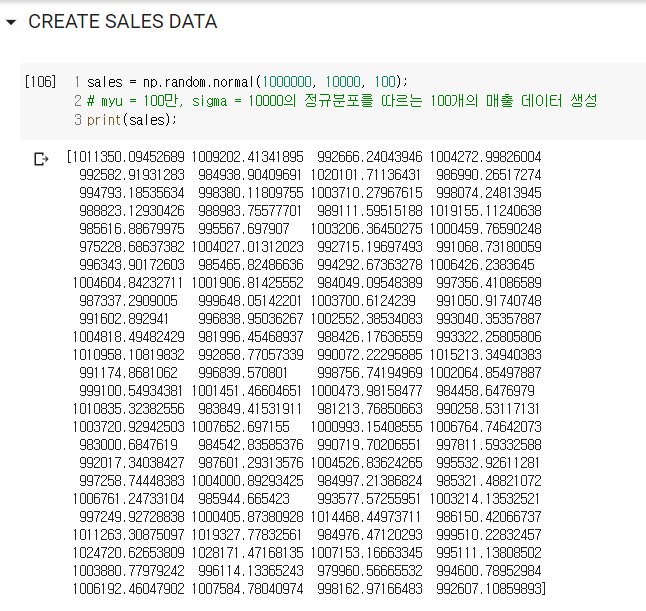 CREATE SALES DATA
[106] 1 sales = np.random.normal(1000000, 10000, 100);
2 # myu = 100만, sigma = 10000의 정규분포를 따르는 100개의 매출 데이터 생성
3 print(sales);
[1011350.09452689 1009202.41341895 992666.24043946 1004272.99826004
992582.91931283 984938.90409691 1020101.71136431 986990.26517274
994793.18535634 998380.11809755 1003710.27967615 998074.24813945
988823.12930426 988983.75577701 989111.59515188 1019155.11240638
985616.88679975 995567.697907 1003206.36450275 1000459.76590248
975228.68637382 1004027.01312023 992715.19697493 991068.73180059
996343.90172603 985465.82486636 994292.67363278 1006426.2383645
1004604.84232711 1001906.81425552 984049.09548389 997356.41086589
987337.2909005 999648.05142201 1003700.6124239 991050.91740748
991602.892941 996838.95036267 1002552.38534083 993040.35357887
1004818.49482429 981996.45468937 988426.17636559 993322.25805806
1010958.10819832 992858.77057339 990072.22295885 1015213.34940383
991174.8681062 996839.570801 998756.74194969 1002064.85497887
999100.54934381 1001451.46604651 1000473.98158477 984458.6476979
1010835.32382556 983849.41531911 981213.76850663 990258.53117131
1003720.92942503 1007652.697155 1000993.15408555 1006764.74642073
983000.6847619 984542.83585376 990719.70206551 997811.59332588
992017.34038427 987601.29313576 1004526.83624265 995532.92611281
997258.74448383 1004000.89293425 984997.21386824 985321.48821072
1006761.24733104 985944.665423 993577.57255951 1003214.13532521
997249.92728838 1000405.87380928 1014468.44973711 986150.42066737
1011263.30875097 1019327.77832561 984976.47120293 999510.22832457
1024720.62653809 1028171.47168135 1007153.16663345 995111.13808502
1003880.77979242 996114.13365243 979960.56665532 994600.78952984
1006192.46047902 1007584.78040974 998162.97166483 992607.10859893]